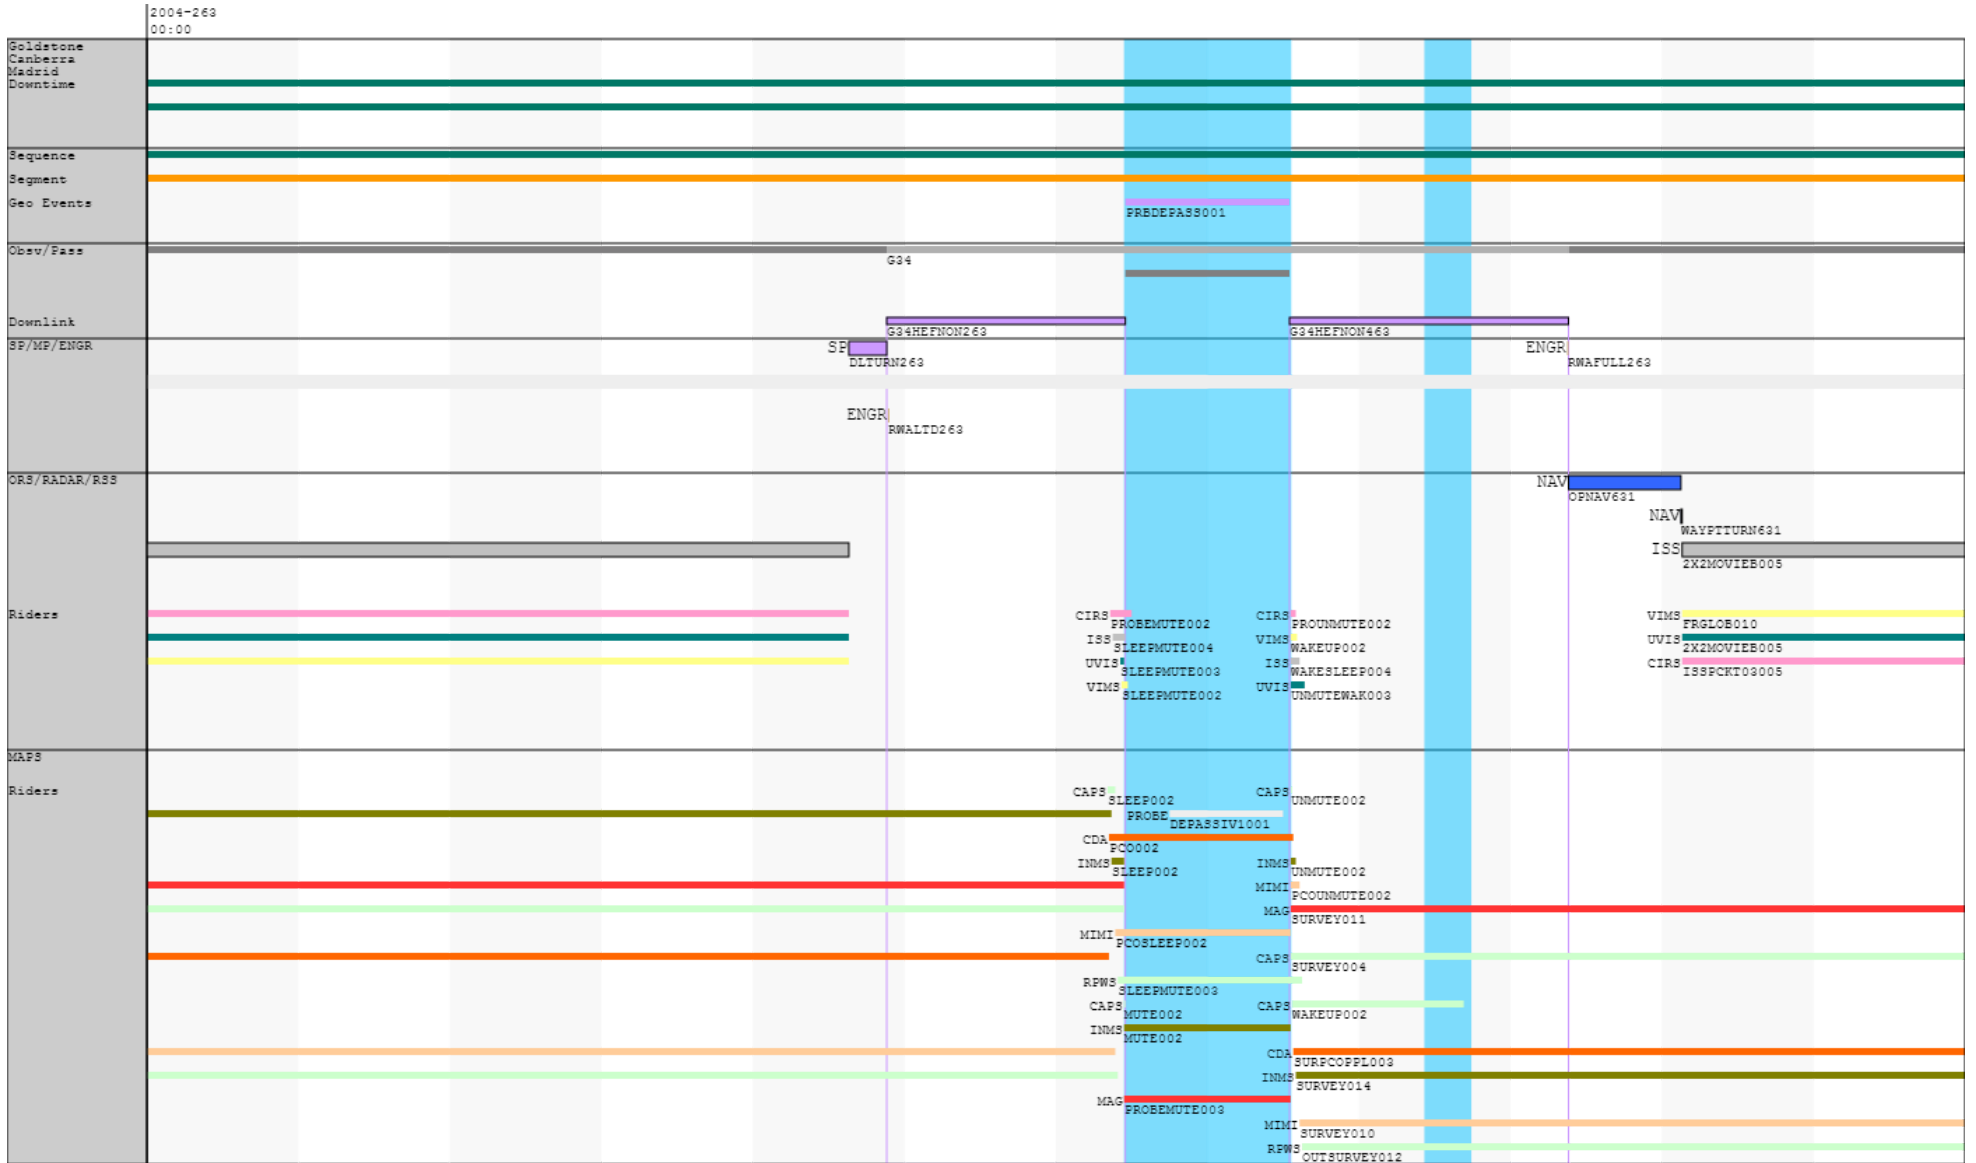 2004-263
00:00
Goldstone
Canberra
Madrid
Downtime
Sequence
Segment
Geo Events
PRBDEPASS001
Obsv/Pass
G34
Downlink
G34HEFNON263
G34HEFNON463
SP/MP/ENGR
SP
DLTURN263
ENGR
RWAFULL263
ENGR
RWALTD263
ORS/RADAR/RSS
NAV
OPNAV631
NAV
WAYPTTURN631
ISS
2X2MOVIEB005
Riders
CIRS
PROBEMUTE002
CIRS
PROUNMUTE002
VIMS
FRGLOB010
ISS
SLEEPMUTE004
VIMS
WAKEUP002
UVIS
2X2MOVIEB005
UVIS
SLEEPMUTE003
ISS
WAKESLEEP004
CIRS
ISSPCKT03005
VIMS
SLEEPMUTE002
UVIS
UNMUTEWAK003
MAPS
Riders
CAPS
SLEEP002
CAPS
UNMUTE002
PROBE
DEPASSIV1001
CDA
PCO002
INMS
SLEEP002
INMS
UNMUTE002
MIMI
PCOUNMUTE002
MAG
SURVEY011
MIMI
PCOSLEEP002
CAPS
SURVEY004
RPWS
SLEEPMUTE003
CAPS
MUTE002
CAPS
WAKEUP002
INMS
MUTE002
CDA
SURPCOPPL003
INMS
SURVEY014
MAG
PROBEMUTE003
MIMI
SURVEY010
RPWS
OUTSURVEY012